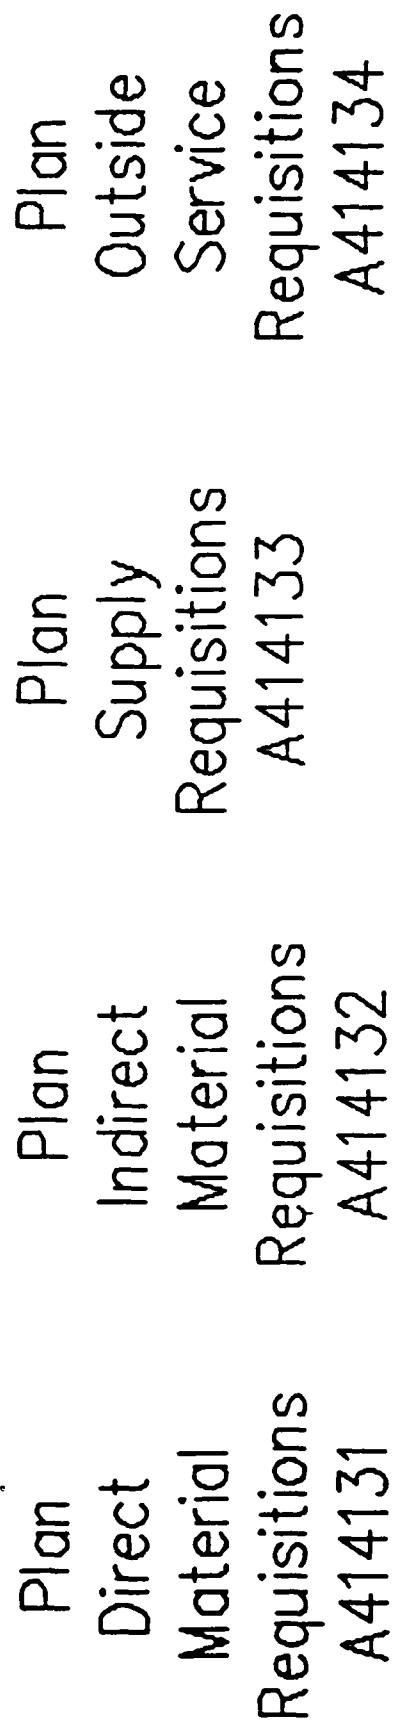 Plan
Direct
Material
Requisitions
A414131
Plan
Indirect
Material
Requisitions
A414132
Plan
Supply
Requisitions
A414133
Plan
Outside
Service
Requisitions
A414134